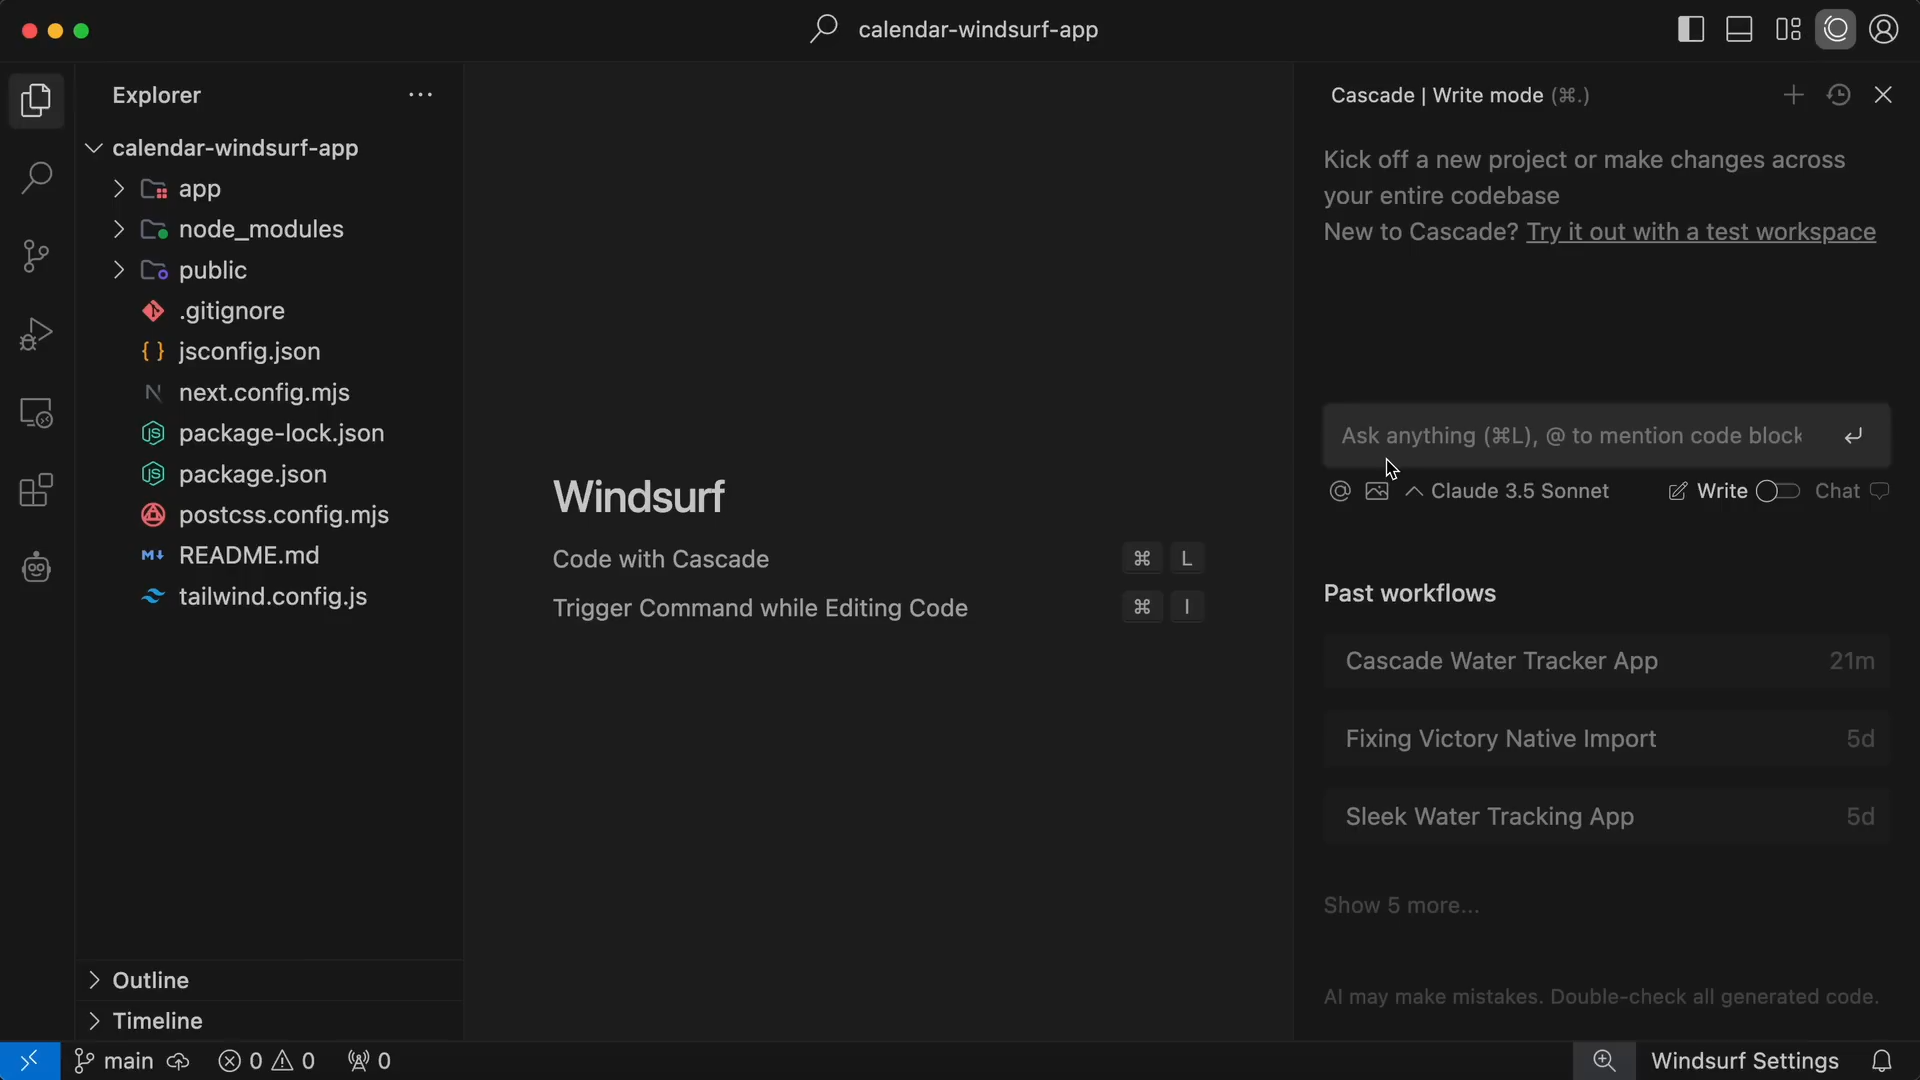 calendar-windsurf-app
Explorer
calendar-windsurf-app
app
node_modules
public
.gitignore
jsconfig.json
next.config.mjs
package-lock.json
package.json
postcss.config.mjs
README.md
tailwind.config.js
Outline
Timeline
Windsurf
Code with Cascade ⌘ L
Trigger Command while Editing Code ⌘ I
Cascade | Write mode (⌘.)
Kick off a new project or make changes across
your entire codebase
New to Cascade? Try it out with a test workspace
Ask anything (⌘L), @ to mention code block
Claude 3.5 Sonnet Write Chat
Past workflows
Cascade Water Tracker App 21m
Fixing Victory Native Import 5d
Sleek Water Tracking App 5d
Show 5 more...
AI may make mistakes. Double-check all generated code.
main 0 0 0 Windsurf Settings